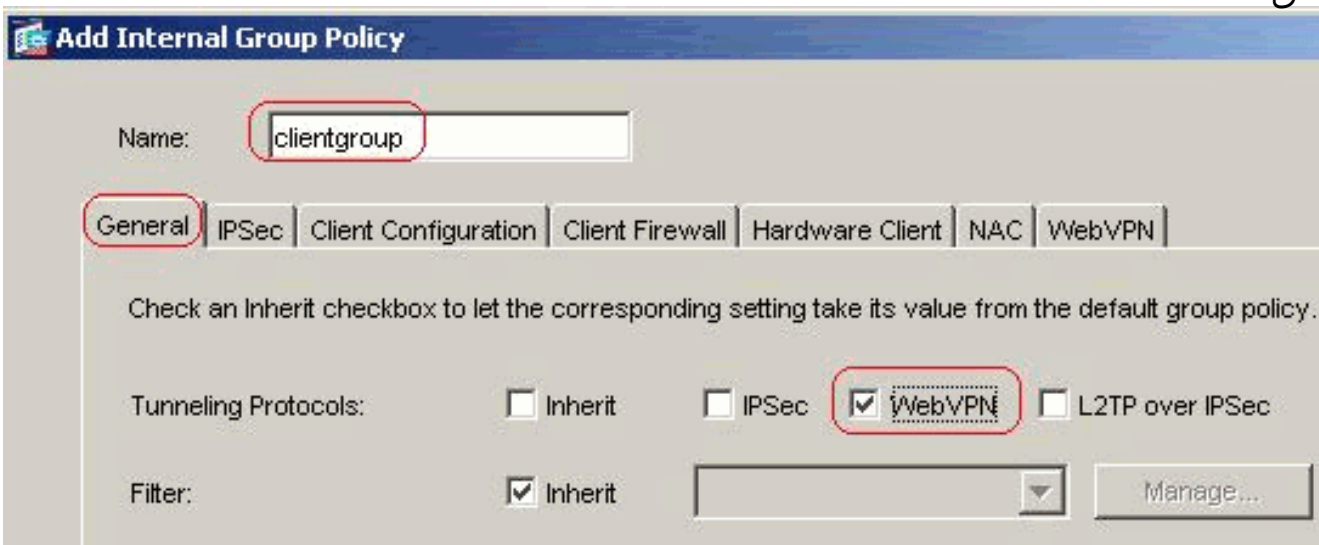 Add Internal Group Policy
Name: clientgroup
General IPSec Client Configuration Client Firewall Hardware Client NAC WebVPN
Check an Inherit checkbox to let the corresponding setting take its value from the default group policy.
Tunneling Protocols: Inherit IPSec WebVPN L2TP over IPSec
Filter: Inherit Manage...